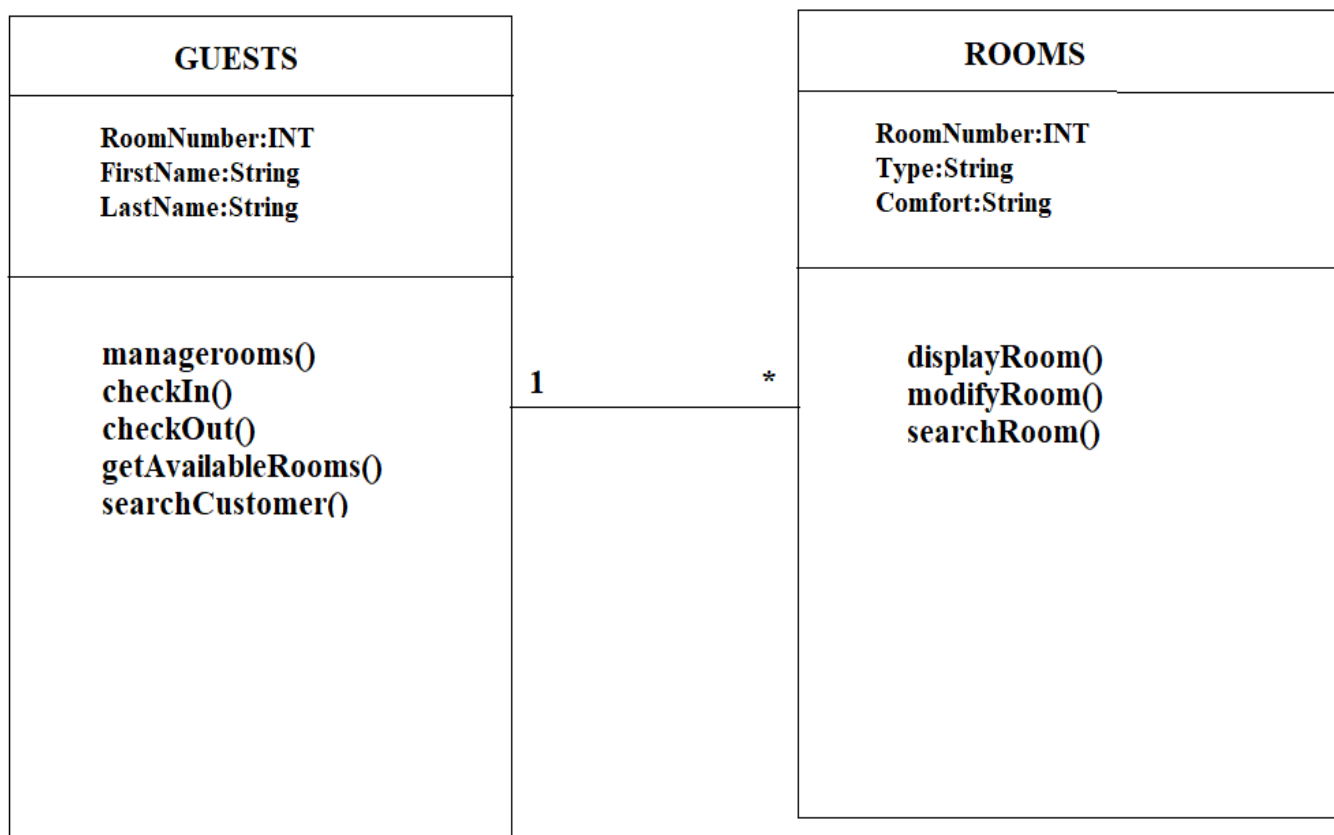 GUESTS
RoomNumber:INT
FirstName:String
LastName:String
managerooms()
checkIn()
checkOut()
getAvailableRooms()
searchCustomer()
1
*
ROOMS
RoomNumber:INT
Type:String
Comfort:String
displayRoom()
modifyRoom()
searchRoom()